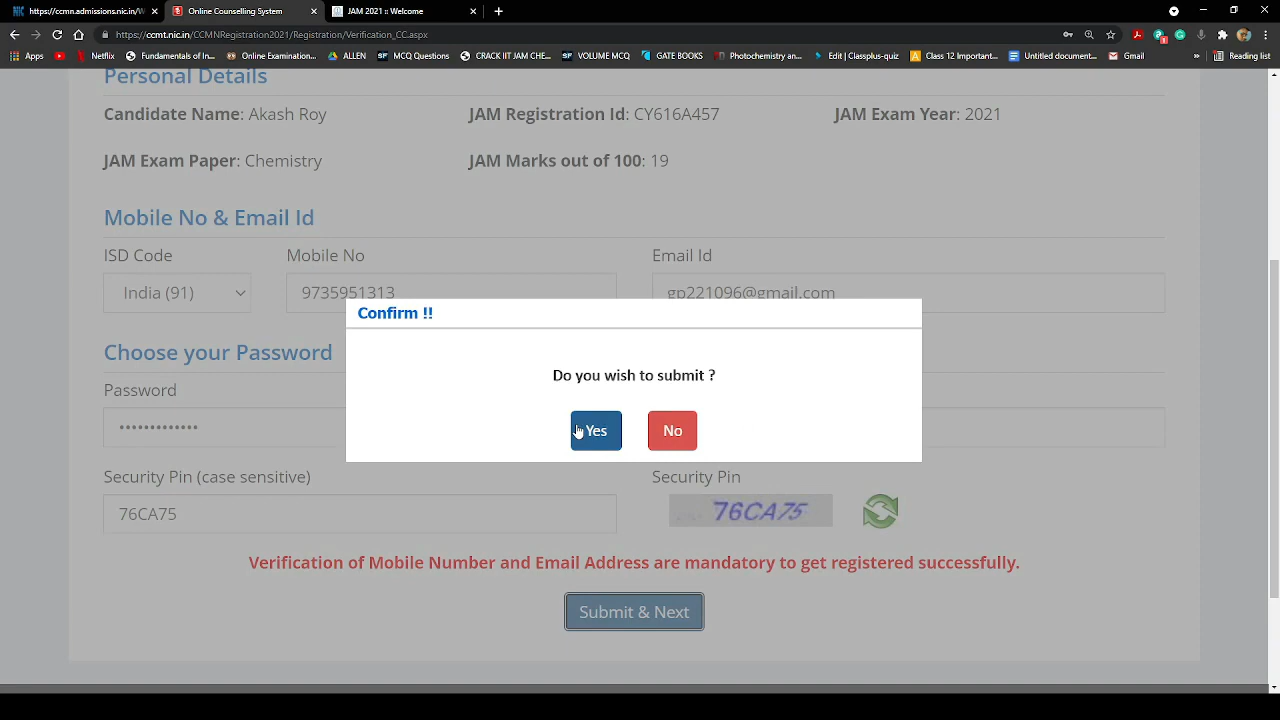 https://ccmn.admissions.nic.in/W
Online Counselling System
JAM 2021 :: Welcome
https://ccmt.nic.in/CCMNRegistration2021/Registration/Verification_CC.aspx
Apps
Netflix
Fundamentals of In...
Online Examination...
ALLEN
MCQ Questions
CRACK IIT JAM CHE...
VOLUME MCQ
GATE BOOKS
Photochemistry an...
Edit | Classplus-quiz
Class 12 Important...
Untitled document...
Gmail
»
Reading list
Personal Details
Candidate Name: Akash Roy
JAM Registration Id: CY616A457
JAM Exam Year: 2021
JAM Exam Paper: Chemistry
JAM Marks out of 100: 19
Mobile No & Email Id
ISD Code
Mobile No
Email Id
India (91)
9735951313
gp221096@gmail.com
Confirm !!
Do you wish to submit ?
Yes
No
Choose your Password
Password
•••••••••••••
Security Pin (case sensitive)
Security Pin
76CA75
76CA75
Verification of Mobile Number and Email Address are mandatory to get registered successfully.
Submit & Next